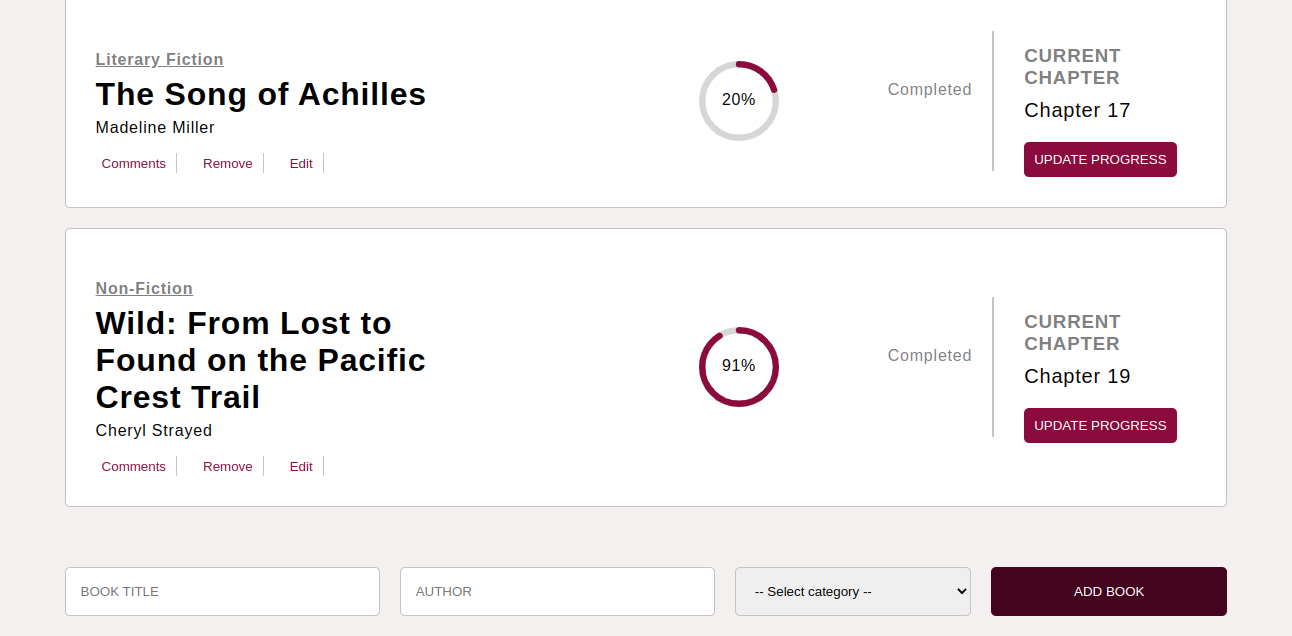 Literary Fiction
The Song of Achilles
Madeline Miller
Comments
Remove
Edit
20%
Completed
CURRENT
CHAPTER
Chapter 17
UPDATE PROGRESS
Non-Fiction
Wild: From Lost to
Found on the Pacific
Crest Trail
Cheryl Strayed
Comments
Remove
Edit
91%
Completed
CURRENT
CHAPTER
Chapter 19
UPDATE PROGRESS
BOOK TITLE
AUTHOR
-- Select category --
ADD BOOK